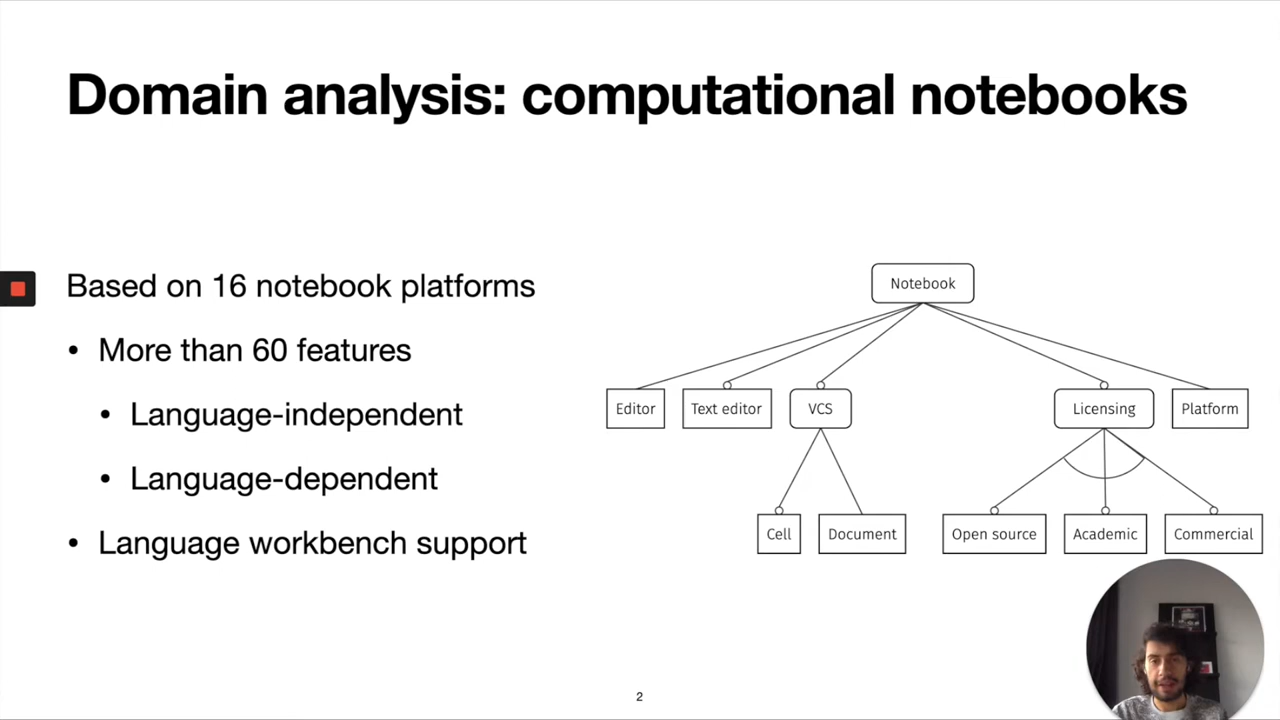 Domain analysis: computational notebooks
Based on 16 notebook platforms
• More than 60 features
• Language-independent
• Language-dependent
• Language workbench support
Notebook
Editor
Text editor
VCS
Licensing
Platform
Cell
Document
Open source
Academic
Commercial
2